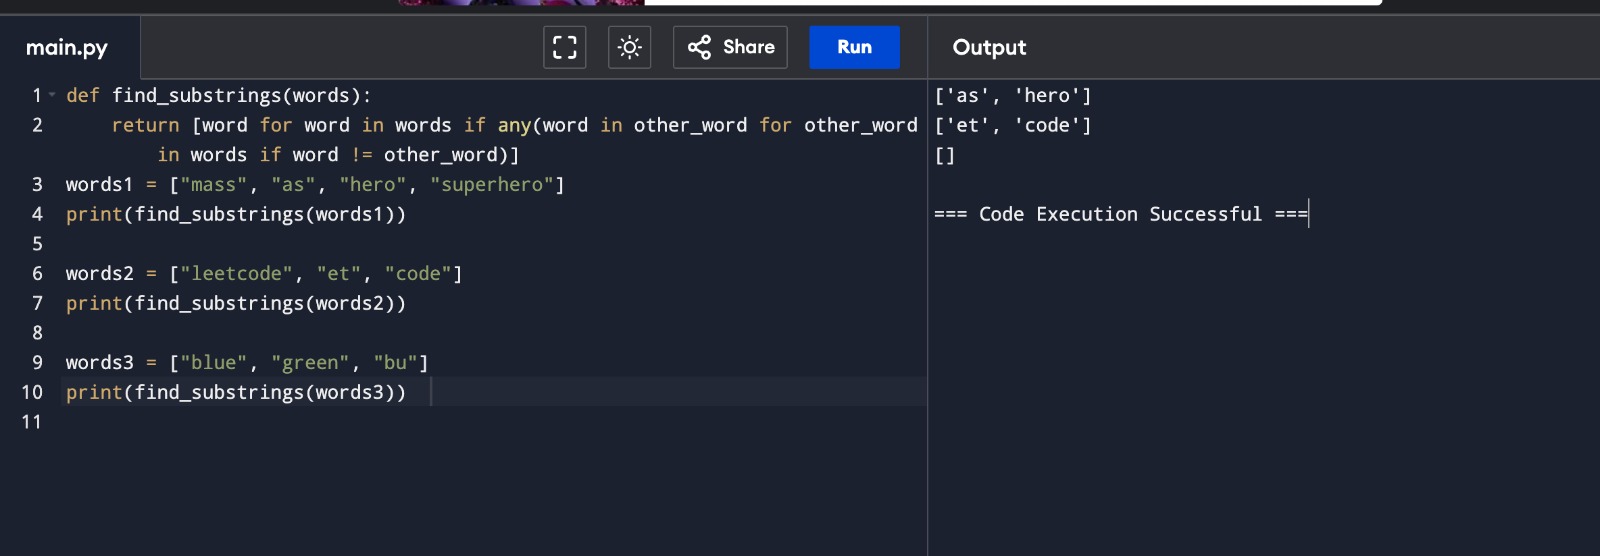 main.py
Share
Run
Output
1 def find_substrings(words):
2     return [word for word in words if any(word in other_word for other_word
        in words if word != other_word)]
3 words1 = ["mass", "as", "hero", "superhero"]
4 print(find_substrings(words1))
5
6 words2 = ["leetcode", "et", "code"]
7 print(find_substrings(words2))
8
9 words3 = ["blue", "green", "bu"]
10 print(find_substrings(words3))
11
['as', 'hero']
['et', 'code']
[]
=== Code Execution Successful ===